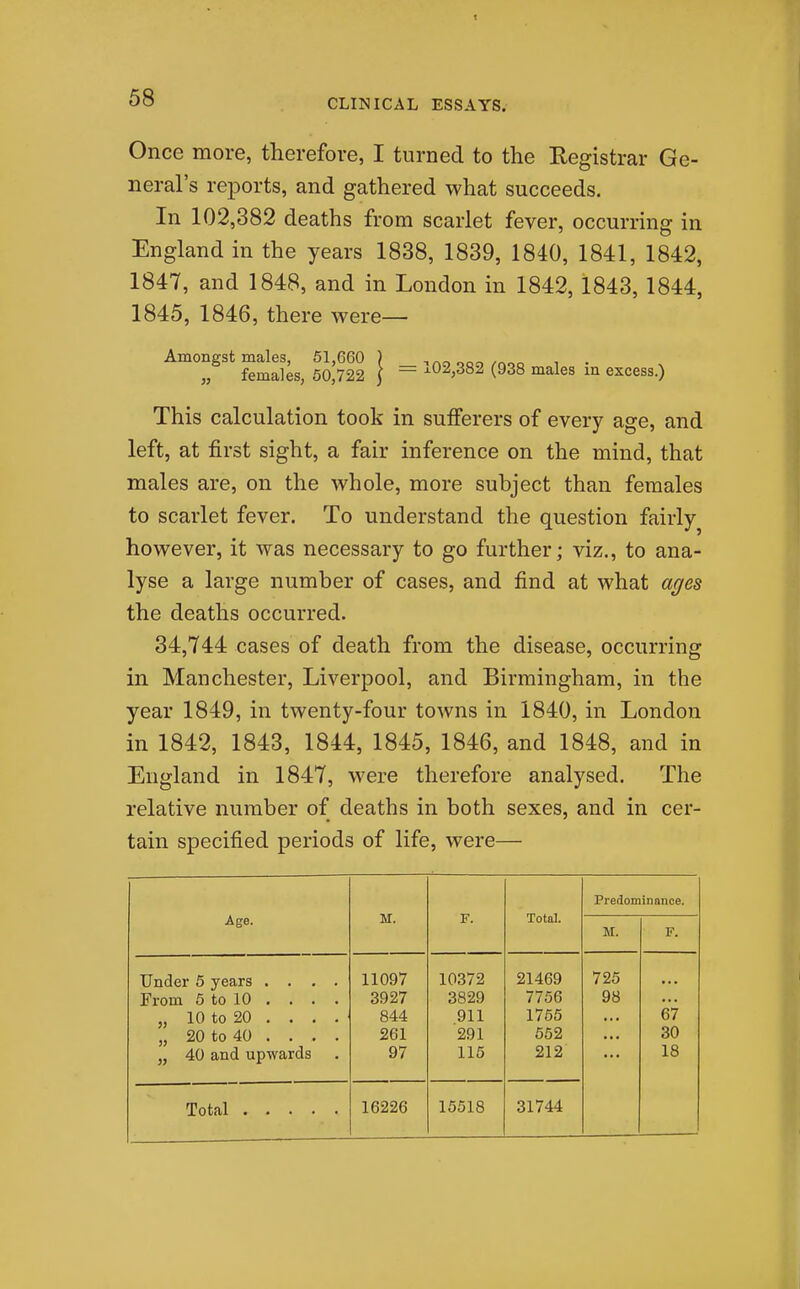 58
CLINICAL ESSAYS.
Once more, therefore, I turned to the Registrar Ge-
neral's reports, and gathered what succeeds.
In 102,382 deaths from scarlet fever, occurring in
England in the years 1838, 1839, 1840, 1841, 1842,
1847, and 1848, and in London in 1842, 1843, 1844,
1845, 1846, there were—
Amongst males, 51,660 }
„ females, 50,722 } = 102,382 (938 males in excess.)
This calculation took in sufferers of every age, and
left, at first sight, a fair inference on the mind, that
males are, on the whole, more subject than females
to scarlet fever. To understand the question fairly,
however, it was necessary to go further; viz., to ana-
lyse a large number of cases, and find at what ages
the deaths occurred.
34,744 cases of death from the disease, occurring
in Manchester, Liverpool, and Birmingham, in the
year 1849, in twenty-four towns in 1840, in London
in 1842, 1843, 1844, 1845, 1846, and 1848, and in
England in 1847, were therefore analysed. The
relative number of deaths in both sexes, and in cer-
tain specified periods of life, were—
Age. M. F. Total. Predominance.
M. F.
Under 5 years . . . . 11097 10372 21469 725 ...
From 5 to 10 . . . . 3927 3829 7756 98 ...
„ 10 to 20 . . . . 844 911 1755 ... 67
„ 20 to 40 . . . . 261 291 552 ... 30
„ 40 and upwards . 97 115 212 ... 18
Total . . . . . 16226 15518 31744